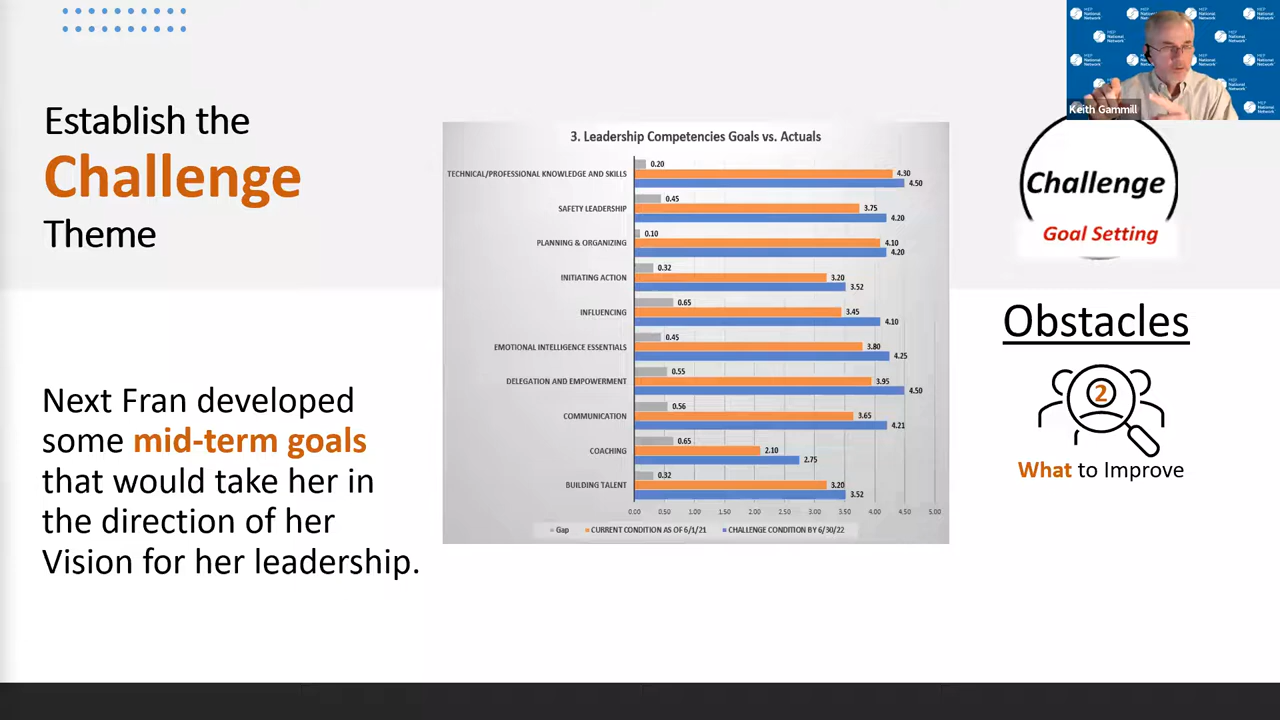 Establish the
Challenge
Theme
Next Fran developed
some mid-term goals
that would take her in
the direction of her
Vision for her leadership.
3. Leadership Competencies Goals vs. Actuals
TECHNICAL/PROFESSIONAL KNOWLEDGE AND SKILLS
0.20
4.30
4.50
SAFETY LEADERSHIP
0.45
3.75
4.20
PLANNING & ORGANIZING
0.10
4.10
4.20
INITIATING ACTION
0.32
3.20
3.52
INFLUENCING
0.65
3.45
4.10
EMOTIONAL INTELLIGENCE ESSENTIALS
0.45
3.80
4.25
DELEGATION AND EMPOWERMENT
0.55
3.95
4.50
COMMUNICATION
0.56
3.65
4.21
COACHING
0.65
2.10
2.75
BUILDING TALENT
0.32
3.20
3.52
0.00 0.50 1.00 1.50 2.00 2.50 3.00 3.50 4.00 4.50 5.00
Gap CURRENT CONDITION AS OF 6/1/21 CHALLENGE CONDITION BY 6/30/22
MEP
National
Network
Keith Gammill
Challenge
Goal Setting
Obstacles
2
What to Improve